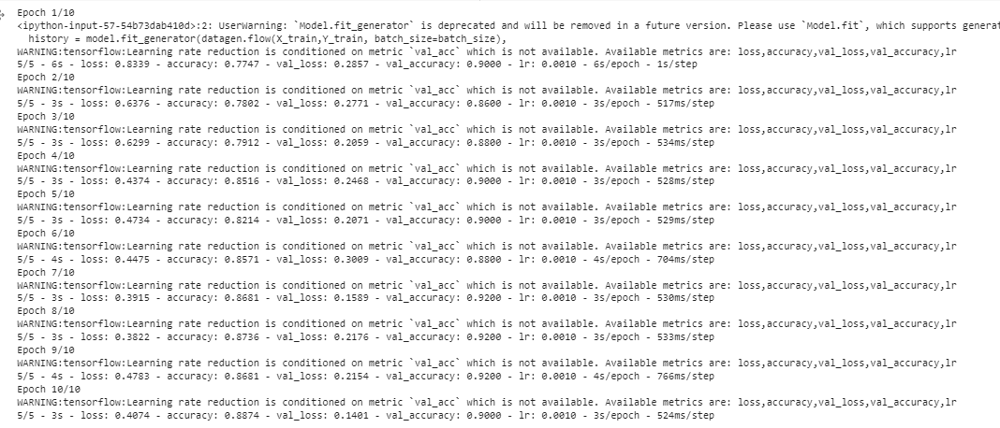 Epoch 1/10
<ipython-input-57-54b73dab410d>:2: UserWarning: `Model.fit_generator` is deprecated and will be removed in a future version. Please use `Model.fit`, which supports generat
history = model.fit_generator(datagen.flow(X_train,Y_train, batch_size=batch_size),
WARNING:tensorflow:Learning rate reduction is conditioned on metric `val_acc` which is not available. Available metrics are: loss,accuracy,val_loss,val_accuracy,lr
5/5 - 6s - loss: 0.8339 - accuracy: 0.7747 - val_loss: 0.2857 - val_accuracy: 0.9000 - lr: 0.0010 - 6s/epoch - 1s/step
Epoch 2/10
WARNING:tensorflow:Learning rate reduction is conditioned on metric `val_acc` which is not available. Available metrics are: loss,accuracy,val_loss,val_accuracy,lr
5/5 - 3s - loss: 0.6376 - accuracy: 0.7802 - val_loss: 0.2771 - val_accuracy: 0.8600 - lr: 0.0010 - 3s/epoch - 517ms/step
Epoch 3/10
WARNING:tensorflow:Learning rate reduction is conditioned on metric `val_acc` which is not available. Available metrics are: loss,accuracy,val_loss,val_accuracy,lr
5/5 - 3s - loss: 0.6299 - accuracy: 0.7912 - val_loss: 0.2059 - val_accuracy: 0.8800 - lr: 0.0010 - 3s/epoch - 534ms/step
Epoch 4/10
WARNING:tensorflow:Learning rate reduction is conditioned on metric `val_acc` which is not available. Available metrics are: loss,accuracy,val_loss,val_accuracy,lr
5/5 - 3s - loss: 0.4374 - accuracy: 0.8516 - val_loss: 0.2468 - val_accuracy: 0.9000 - lr: 0.0010 - 3s/epoch - 528ms/step
Epoch 5/10
WARNING:tensorflow:Learning rate reduction is conditioned on metric `val_acc` which is not available. Available metrics are: loss,accuracy,val_loss,val_accuracy,lr
5/5 - 3s - loss: 0.4734 - accuracy: 0.8214 - val_loss: 0.2071 - val_accuracy: 0.9000 - lr: 0.0010 - 3s/epoch - 529ms/step
Epoch 6/10
WARNING:tensorflow:Learning rate reduction is conditioned on metric `val_acc` which is not available. Available metrics are: loss,accuracy,val_loss,val_accuracy,lr
5/5 - 4s - loss: 0.4475 - accuracy: 0.8571 - val_loss: 0.3009 - val_accuracy: 0.8800 - lr: 0.0010 - 4s/epoch - 704ms/step
Epoch 7/10
WARNING:tensorflow:Learning rate reduction is conditioned on metric `val_acc` which is not available. Available metrics are: loss,accuracy,val_loss,val_accuracy,lr
5/5 - 3s - loss: 0.3915 - accuracy: 0.8681 - val_loss: 0.1589 - val_accuracy: 0.9200 - lr: 0.0010 - 3s/epoch - 530ms/step
Epoch 8/10
WARNING:tensorflow:Learning rate reduction is conditioned on metric `val_acc` which is not available. Available metrics are: loss,accuracy,val_loss,val_accuracy,lr
5/5 - 3s - loss: 0.3822 - accuracy: 0.8736 - val_loss: 0.2176 - val_accuracy: 0.9200 - lr: 0.0010 - 3s/epoch - 533ms/step
Epoch 9/10
WARNING:tensorflow:Learning rate reduction is conditioned on metric `val_acc` which is not available. Available metrics are: loss,accuracy,val_loss,val_accuracy,lr
5/5 - 4s - loss: 0.4783 - accuracy: 0.8681 - val_loss: 0.2154 - val_accuracy: 0.9200 - lr: 0.0010 - 4s/epoch - 766ms/step
Epoch 10/10
WARNING:tensorflow:Learning rate reduction is conditioned on metric `val_acc` which is not available. Available metrics are: loss,accuracy,val_loss,val_accuracy,lr
5/5 - 3s - loss: 0.4074 - accuracy: 0.8874 - val_loss: 0.1401 - val_accuracy: 0.9000 - lr: 0.0010 - 3s/epoch - 524ms/step